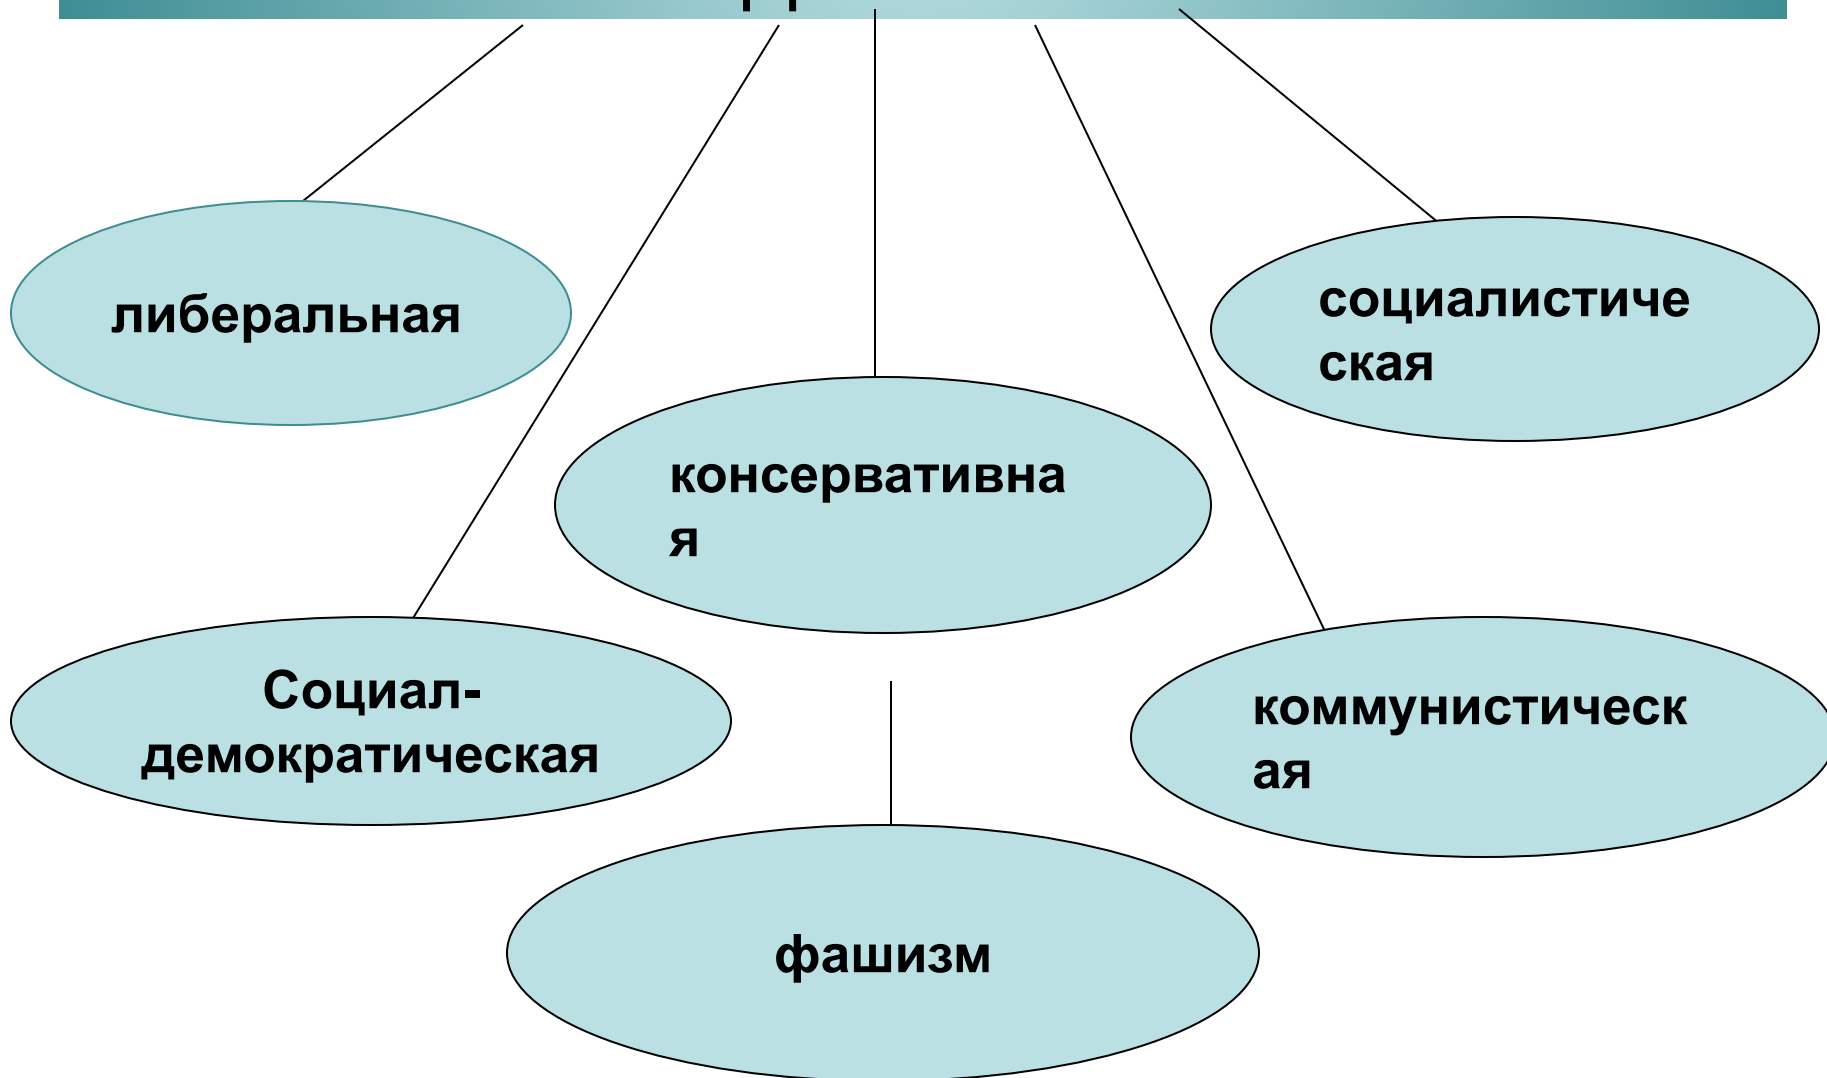 либеральная
социалистиче
ская
консервативна
я
Социал-
демократическая
коммунистическ
ая
фашизм